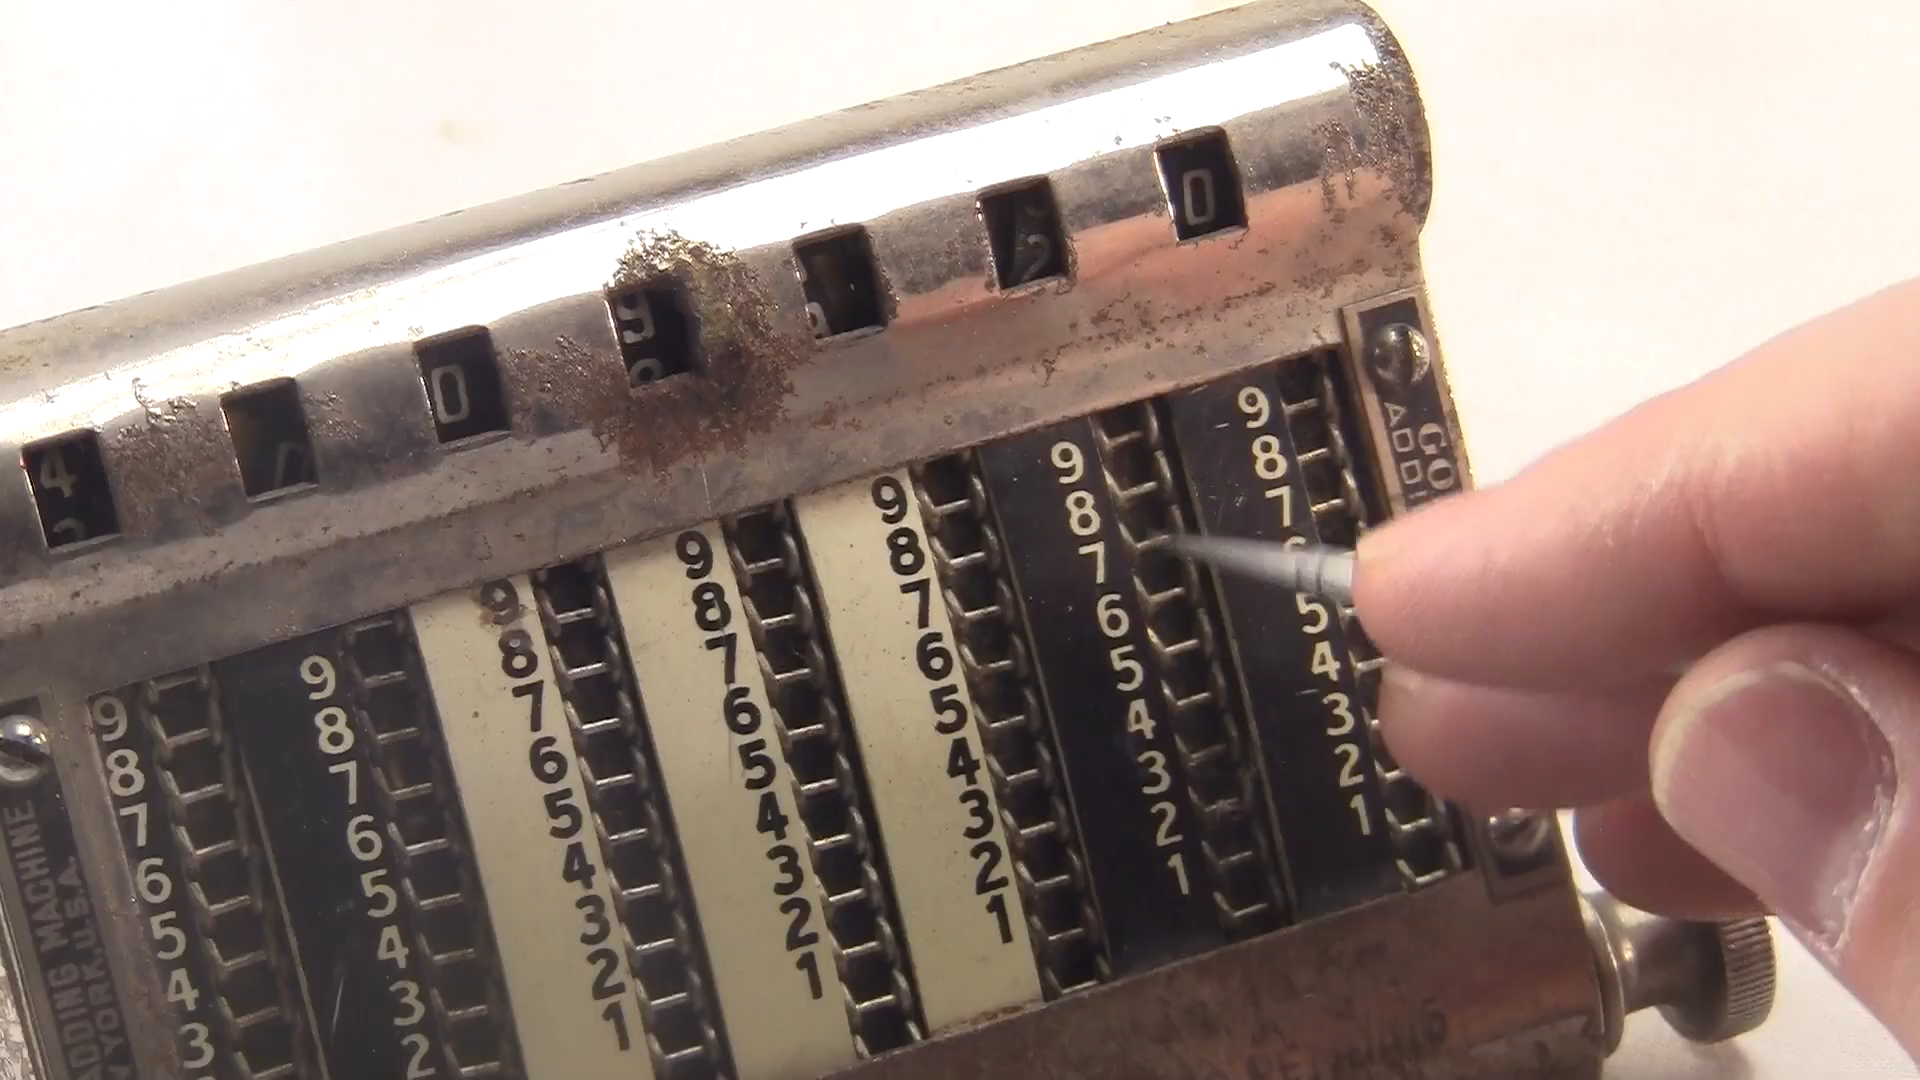 4 0 9 2 0
9 9 9 9 9 9 9
8 8 8 8 8 8 8
7 7 7 7 7 7 7
6 6 6 6 6 6
5 5 5 5 5 5 5
4 4 4 4 4 4 4
3 3 3 3 3 3 3
2 2 2 2 2 2
1 1 1 1 1
GO
ADDI
ADDING MACHINE
YORK, U.S.A.